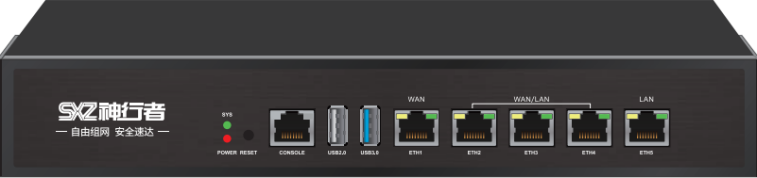 SXZ神行者
自由组网 安全速达
SYS
POWER RESET
CONSOLE
USB2.0
USB3.0
WAN
ETH1
WAN/LAN
ETH2
ETH3
ETH4
LAN
ETH5